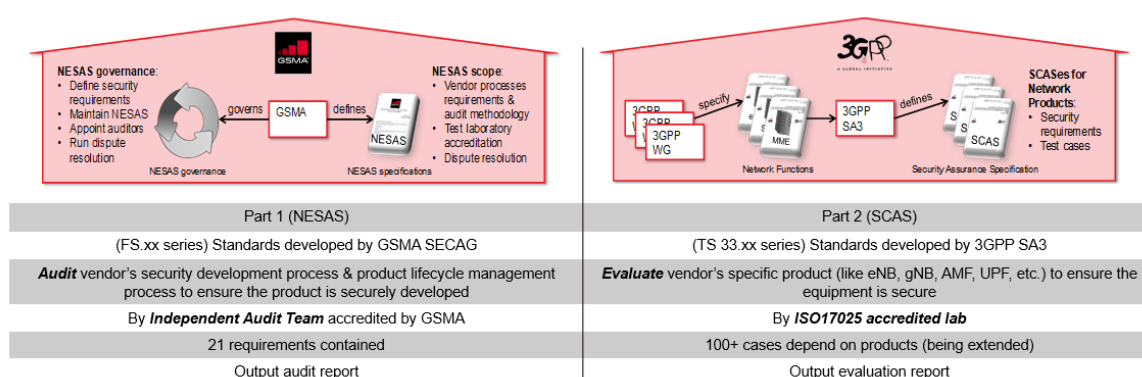 GSMA
NESAS governance:
• Define security
requirements
• Maintain NESAS
• Appoint auditors
• Run dispute
resolution
governs
GSMA
defines
NESAS
NESAS governance
NESAS specifications
NESAS scope:
• Vendor processes
requirements &
audit methodology
• Test laboratory
accreditation
• Dispute resolution
3GPP
A GLOBAL INITIATIVE
3GPP
3GPP
WG
specify
MME
Network Functions
3GPP
SA3
defines
SCAS
Security Assurance Specification
SCASes for
Network
Products:
• Security
requirements
• Test cases
Part 1 (NESAS)
Part 2 (SCAS)
(FS.xx series) Standards developed by GSMA SECAG
(TS 33.xx series) Standards developed by 3GPP SA3
Audit vendor's security development process & product lifecycle management
process to ensure the product is securely developed
Evaluate vendor's specific product (like eNB, gNB, AMF, UPF, etc.) to ensure the
equipment is secure
By Independent Audit Team accredited by GSMA
By ISO17025 accredited lab
21 requirements contained
100+ cases depend on products (being extended)
Output audit report
Output evaluation report